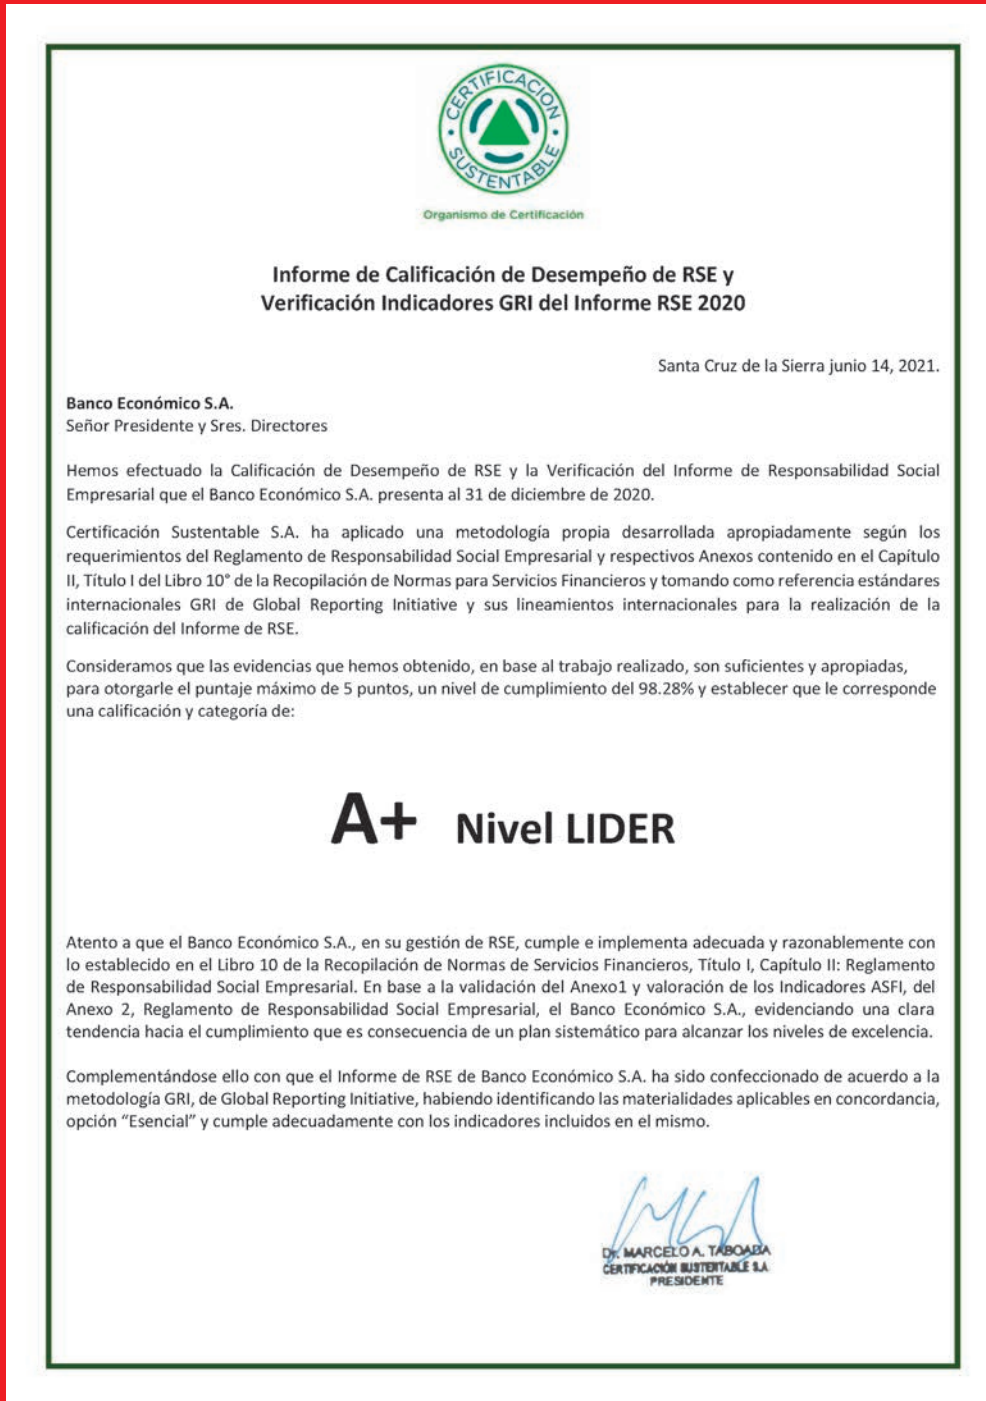 CERTIFICACION
SUSTENTABLE
Organismo de Certificación
Informe de Calificación de Desempeño de RSE y
Verificación Indicadores GRI del Informe RSE 2020
Santa Cruz de la Sierra junio 14, 2021.
Banco Económico S.A.
Señor Presidente y Sres. Directores
Hemos efectuado la Calificación de Desempeño de RSE y la Verificación del Informe de Responsabilidad Social
Empresarial que el Banco Económico S.A. presenta al 31 de diciembre de 2020.
Certificación Sustentable S.A. ha aplicado una metodología propia desarrollada apropiadamente según los
requerimientos del Reglamento de Responsabilidad Social Empresarial y respectivos Anexos contenido en el Capítulo
II, Título I del Libro 10° de la Recopilación de Normas para Servicios Financieros y tomando como referencia estándares
internacionales GRI de Global Reporting Initiative y sus lineamientos internacionales para la realización de la
calificación del Informe de RSE.
Consideramos que las evidencias que hemos obtenido, en base al trabajo realizado, son suficientes y apropiadas,
para otorgarle el puntaje máximo de 5 puntos, un nivel de cumplimiento del 98.28% y establecer que le corresponde
una calificación y categoría de:
A+ Nivel LIDER
Atento a que el Banco Económico S.A., en su gestión de RSE, cumple e implementa adecuada y razonablemente con
lo establecido en el Libro 10 de la Recopilación de Normas de Servicios Financieros, Título I, Capítulo II: Reglamento
de Responsabilidad Social Empresarial. En base a la validación del Anexo1 y valoración de los Indicadores ASFI, del
Anexo 2, Reglamento de Responsabilidad Social Empresarial, el Banco Económico S.A., evidenciando una clara
tendencia hacia el cumplimiento que es consecuencia de un plan sistemático para alcanzar los niveles de excelencia.
Complementándose ello con que el Informe de RSE de Banco Económico S.A. ha sido confeccionado de acuerdo a la
metodología GRI, de Global Reporting Initiative, habiendo identificando las materialidades aplicables en concordancia,
opción “Esencial” y cumple adecuadamente con los indicadores incluidos en el mismo.
Dr. MARCELO A. TABOADA
CERTIFICACIÓN SUSTENTABLE S.A
PRESIDENTE